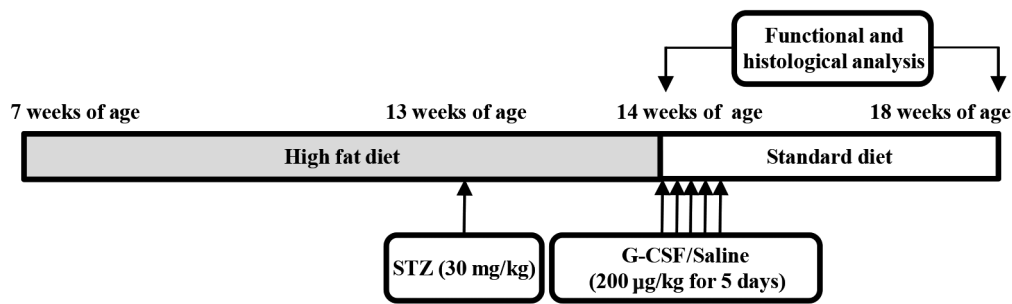 Functional and
histological analysis
7 weeks of age
13 weeks of age
14 weeks of age
18 weeks of age
High fat diet
Standard diet
STZ (30 mg/kg)
G-CSF/Saline
(200 μg/kg for 5 days)